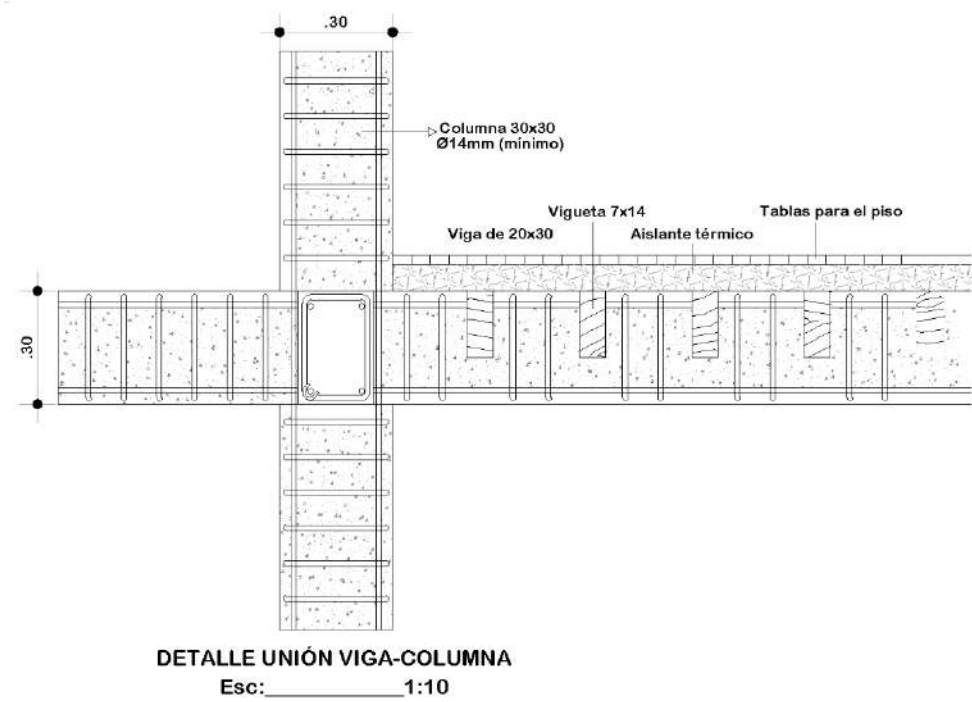 .30
Columna 30x30
Ø14mm (mínimo)
Vigueta 7x14
Tablas para el piso
Viga de 20x30
Aislante térmico
.30
DETALLE UNIÓN VIGA-COLUMNA
Esc:____________1:10